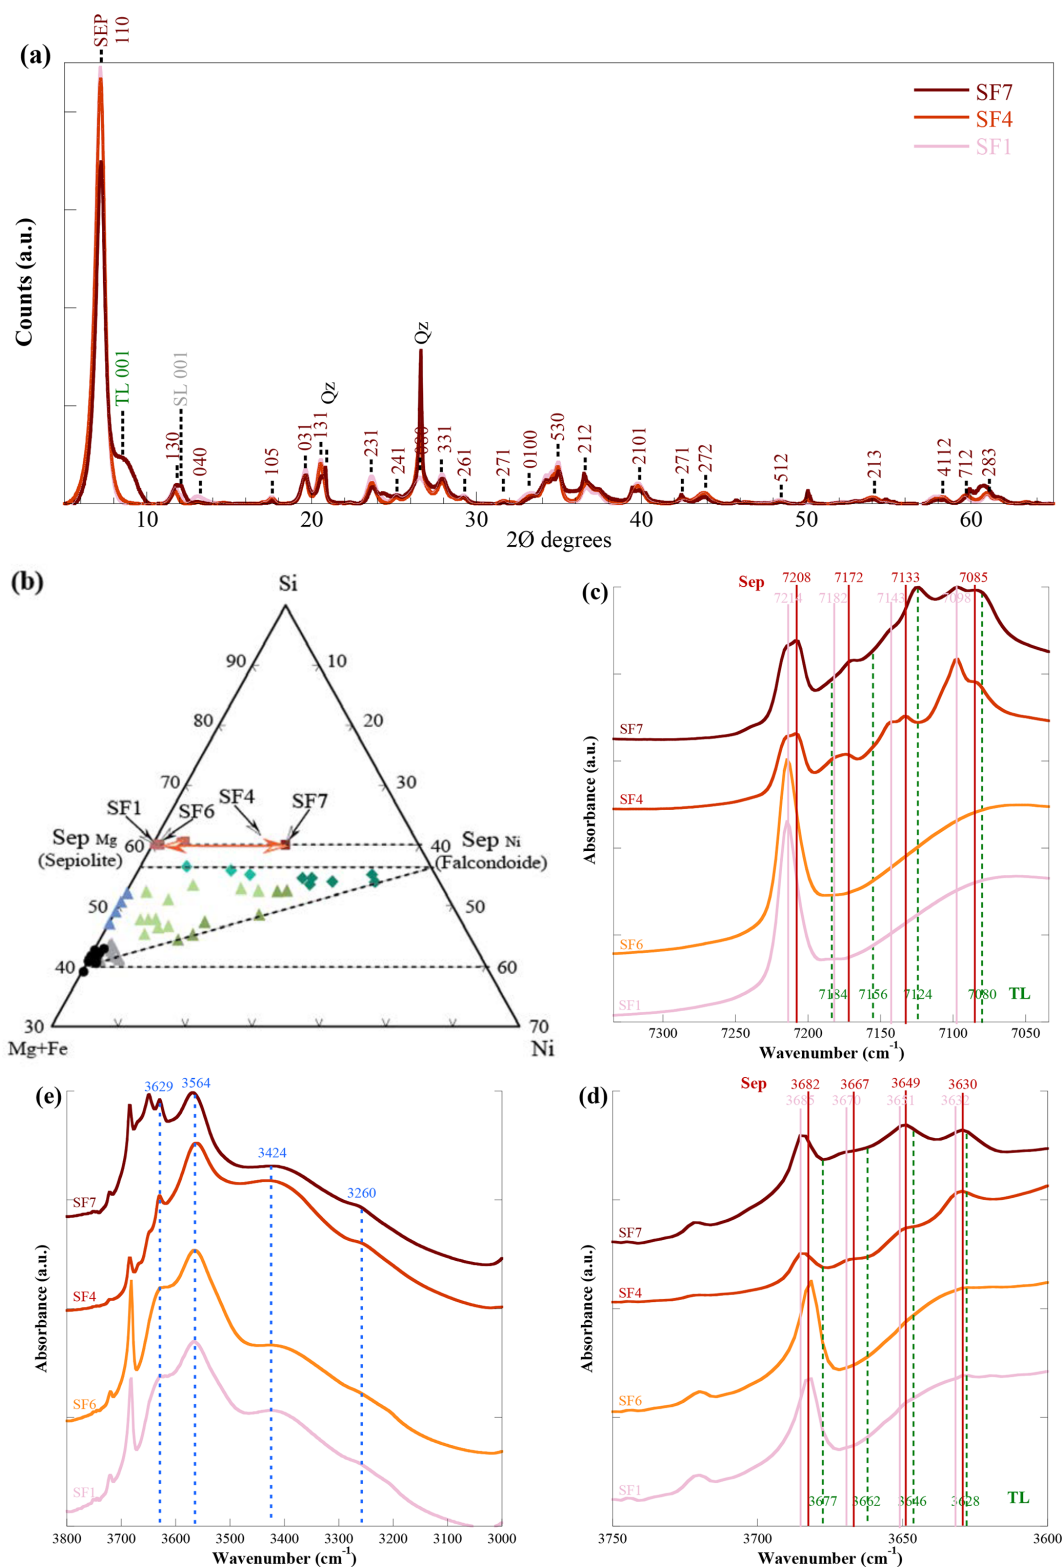 SEP
110
(a)
SF7
SF4
SF1
Counts (a.u.)
TL 001
SL 001
130
040
105
031
131
Qz
231
241
Qz
080
331
261
271
0100
530
212
2101
271
272
512
213
4112
712
283
10
20
30
40
50
60
2Ø degrees
(b)
Si
90
10
80
20
70
30
SF1
SF6
SF4
SF7
Sep Mg
(Sepiolite)
60
40
Sep Ni
(Falcondoide)
50
50
40
60
30
70
Mg+Fe
Ni
(c)
Sep
7208
7172
7133
7085
7214
7182
7143
7098
SF7
SF4
SF6
SF1
Absorbance (a.u.)
7184
7156
7124
7080
TL
7300
7250
7200
7150
7100
7050
Wavenumber (cm-1)
(e)
3629
3564
3424
3260
SF7
SF4
SF6
SF1
Absorbance (a.u.)
3800
3700
3600
3500
3400
3300
3200
3100
3000
Wavenumber (cm-1)
(d)
Sep
3682
3667
3649
3630
3685
3670
3651
3632
SF7
SF4
SF6
SF1
Absorbance (a.u.)
3677
3662
3646
3628
TL
3750
3700
3650
3600
Wavenumber (cm-1)